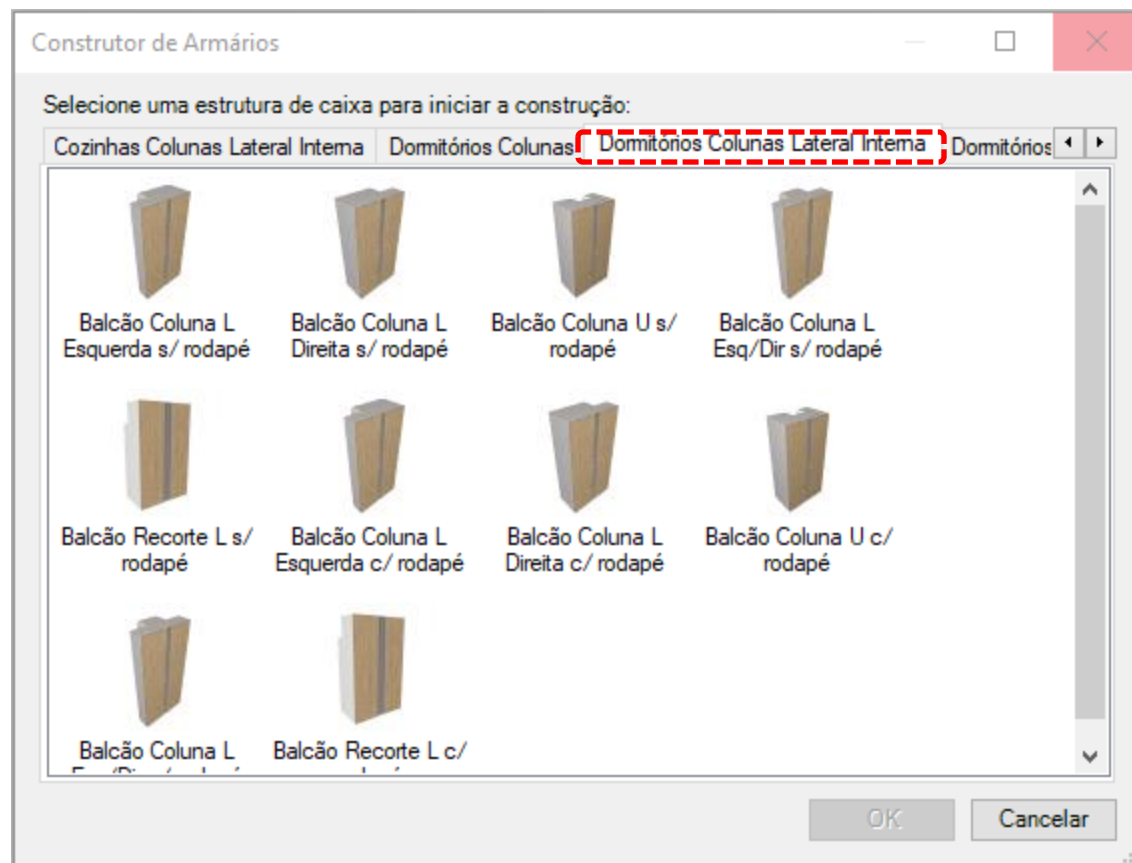 Construtor de Armários
Selecione uma estrutura de caixa para iniciar a construção:
Cozinhas Colunas Lateral Interna Dormitórios Colunas Dormitórios Colunas Lateral Interna Dormitórios
Balcão Coluna L Balcão Coluna L Balcão Coluna U s/ Balcão Coluna L
Esquerda s/ rodapé Direita s/ rodapé rodapé Esq/Dir s/ rodapé
Balcão Recorte L s/ Balcão Coluna L Balcão Coluna L Balcão Coluna U c/
rodapé Esquerda c/ rodapé Direita c/ rodapé rodapé
Balcão Coluna L Balcão Recorte L c/
OK Cancelar